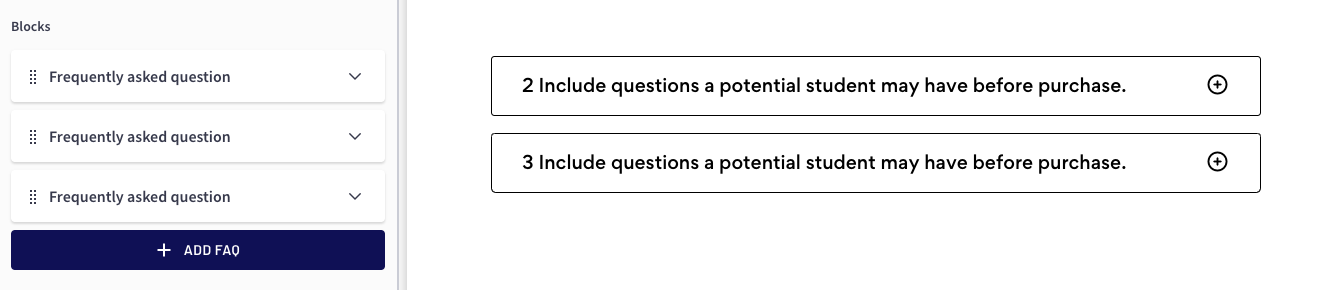 Blocks
Frequently asked question
Frequently asked question
Frequently asked question
ADD FAQ
2 Include questions a potential student may have before purchase.
3 Include questions a potential student may have before purchase.